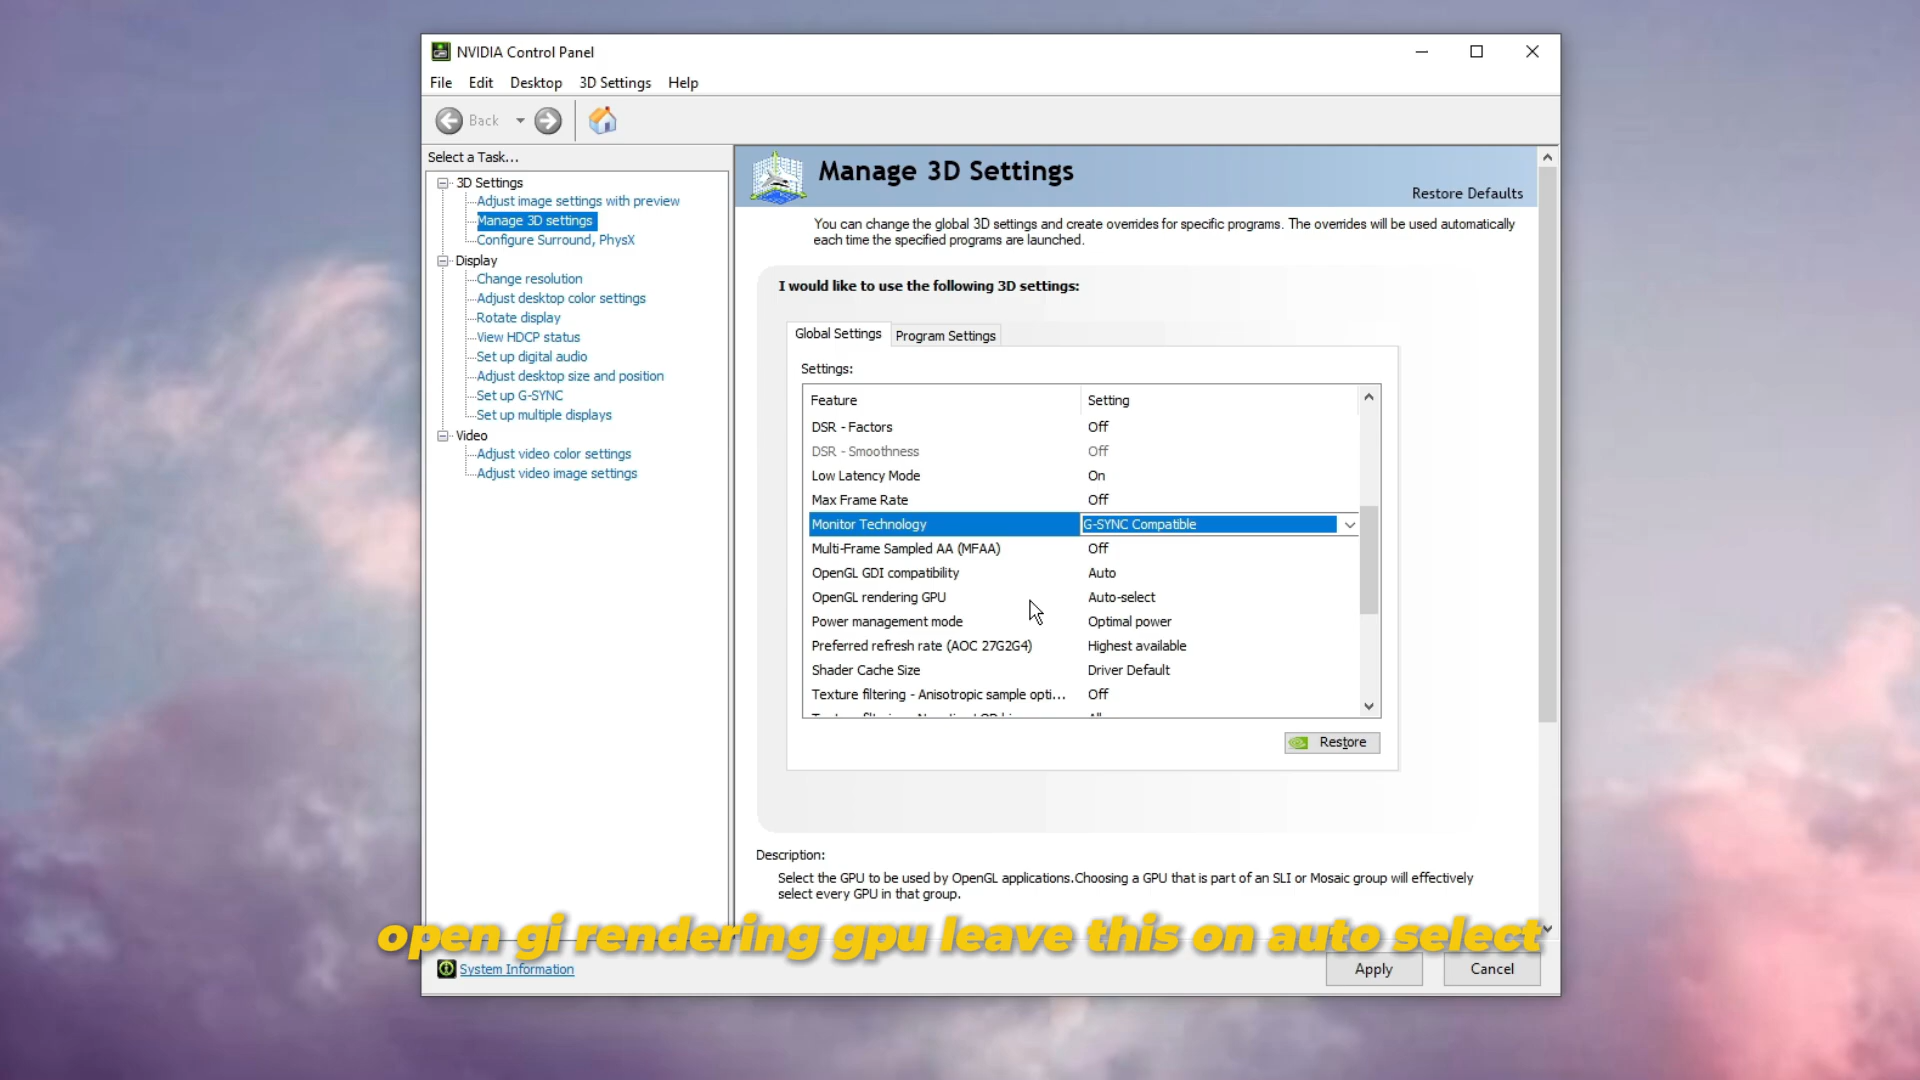 NVIDIA Control Panel
File Edit Desktop 3D Settings Help
Back
Select a Task...
3D Settings
Adjust image settings with preview
Manage 3D settings
Configure Surround, PhysX
Display
Change resolution
Adjust desktop color settings
Rotate display
View HDCP status
Set up digital audio
Adjust desktop size and position
Set up G-SYNC
Set up multiple displays
Video
Adjust video color settings
Adjust video image settings
Manage 3D Settings
Restore Defaults
You can change the global 3D settings and create overrides for specific programs. The overrides will be used automatically
each time the specified programs are launched.
I would like to use the following 3D settings:
Global Settings Program Settings
Settings:
Feature Setting
DSR - Factors Off
DSR - Smoothness Off
Low Latency Mode On
Max Frame Rate Off
Monitor Technology G-SYNC Compatible
Multi-Frame Sampled AA (MFAA) Off
OpenGL GDI compatibility Auto
OpenGL rendering GPU Auto-select
Power management mode Optimal power
Preferred refresh rate (AOC 27G2G4) Highest available
Shader Cache Size Driver Default
Texture filtering - Anisotropic sample opti... Off
Restore
Description:
Select the GPU to be used by OpenGL applications.Choosing a GPU that is part of an SLI or Mosaic group will effectively
select every GPU in that group.
open gi rendering gpu leave this on auto select
System Information
Apply Cancel